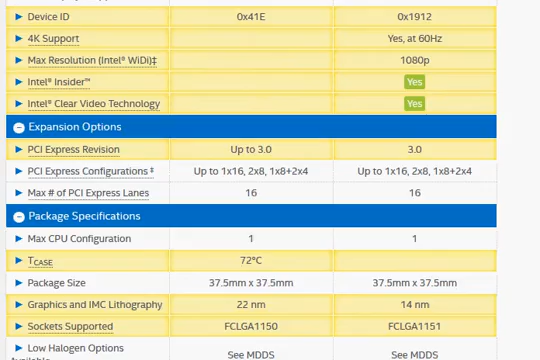 Device ID 0x41E 0x1912
4K Support Yes, at 60Hz
Max Resolution (Intel® WiDi)‡ 1080p
Intel® Insider™ Yes
Intel® Clear Video Technology Yes
Expansion Options
PCI Express Revision Up to 3.0 3.0
PCI Express Configurations ‡ Up to 1x16, 2x8, 1x8+2x4 Up to 1x16, 2x8, 1x8+2x4
Max # of PCI Express Lanes 16 16
Package Specifications
Max CPU Configuration 1 1
TCASE 72°C
Package Size 37.5mm x 37.5mm 37.5mm x 37.5mm
Graphics and IMC Lithography 22 nm 14 nm
Sockets Supported FCLGA1150 FCLGA1151
Low Halogen Options See MDDS See MDDS